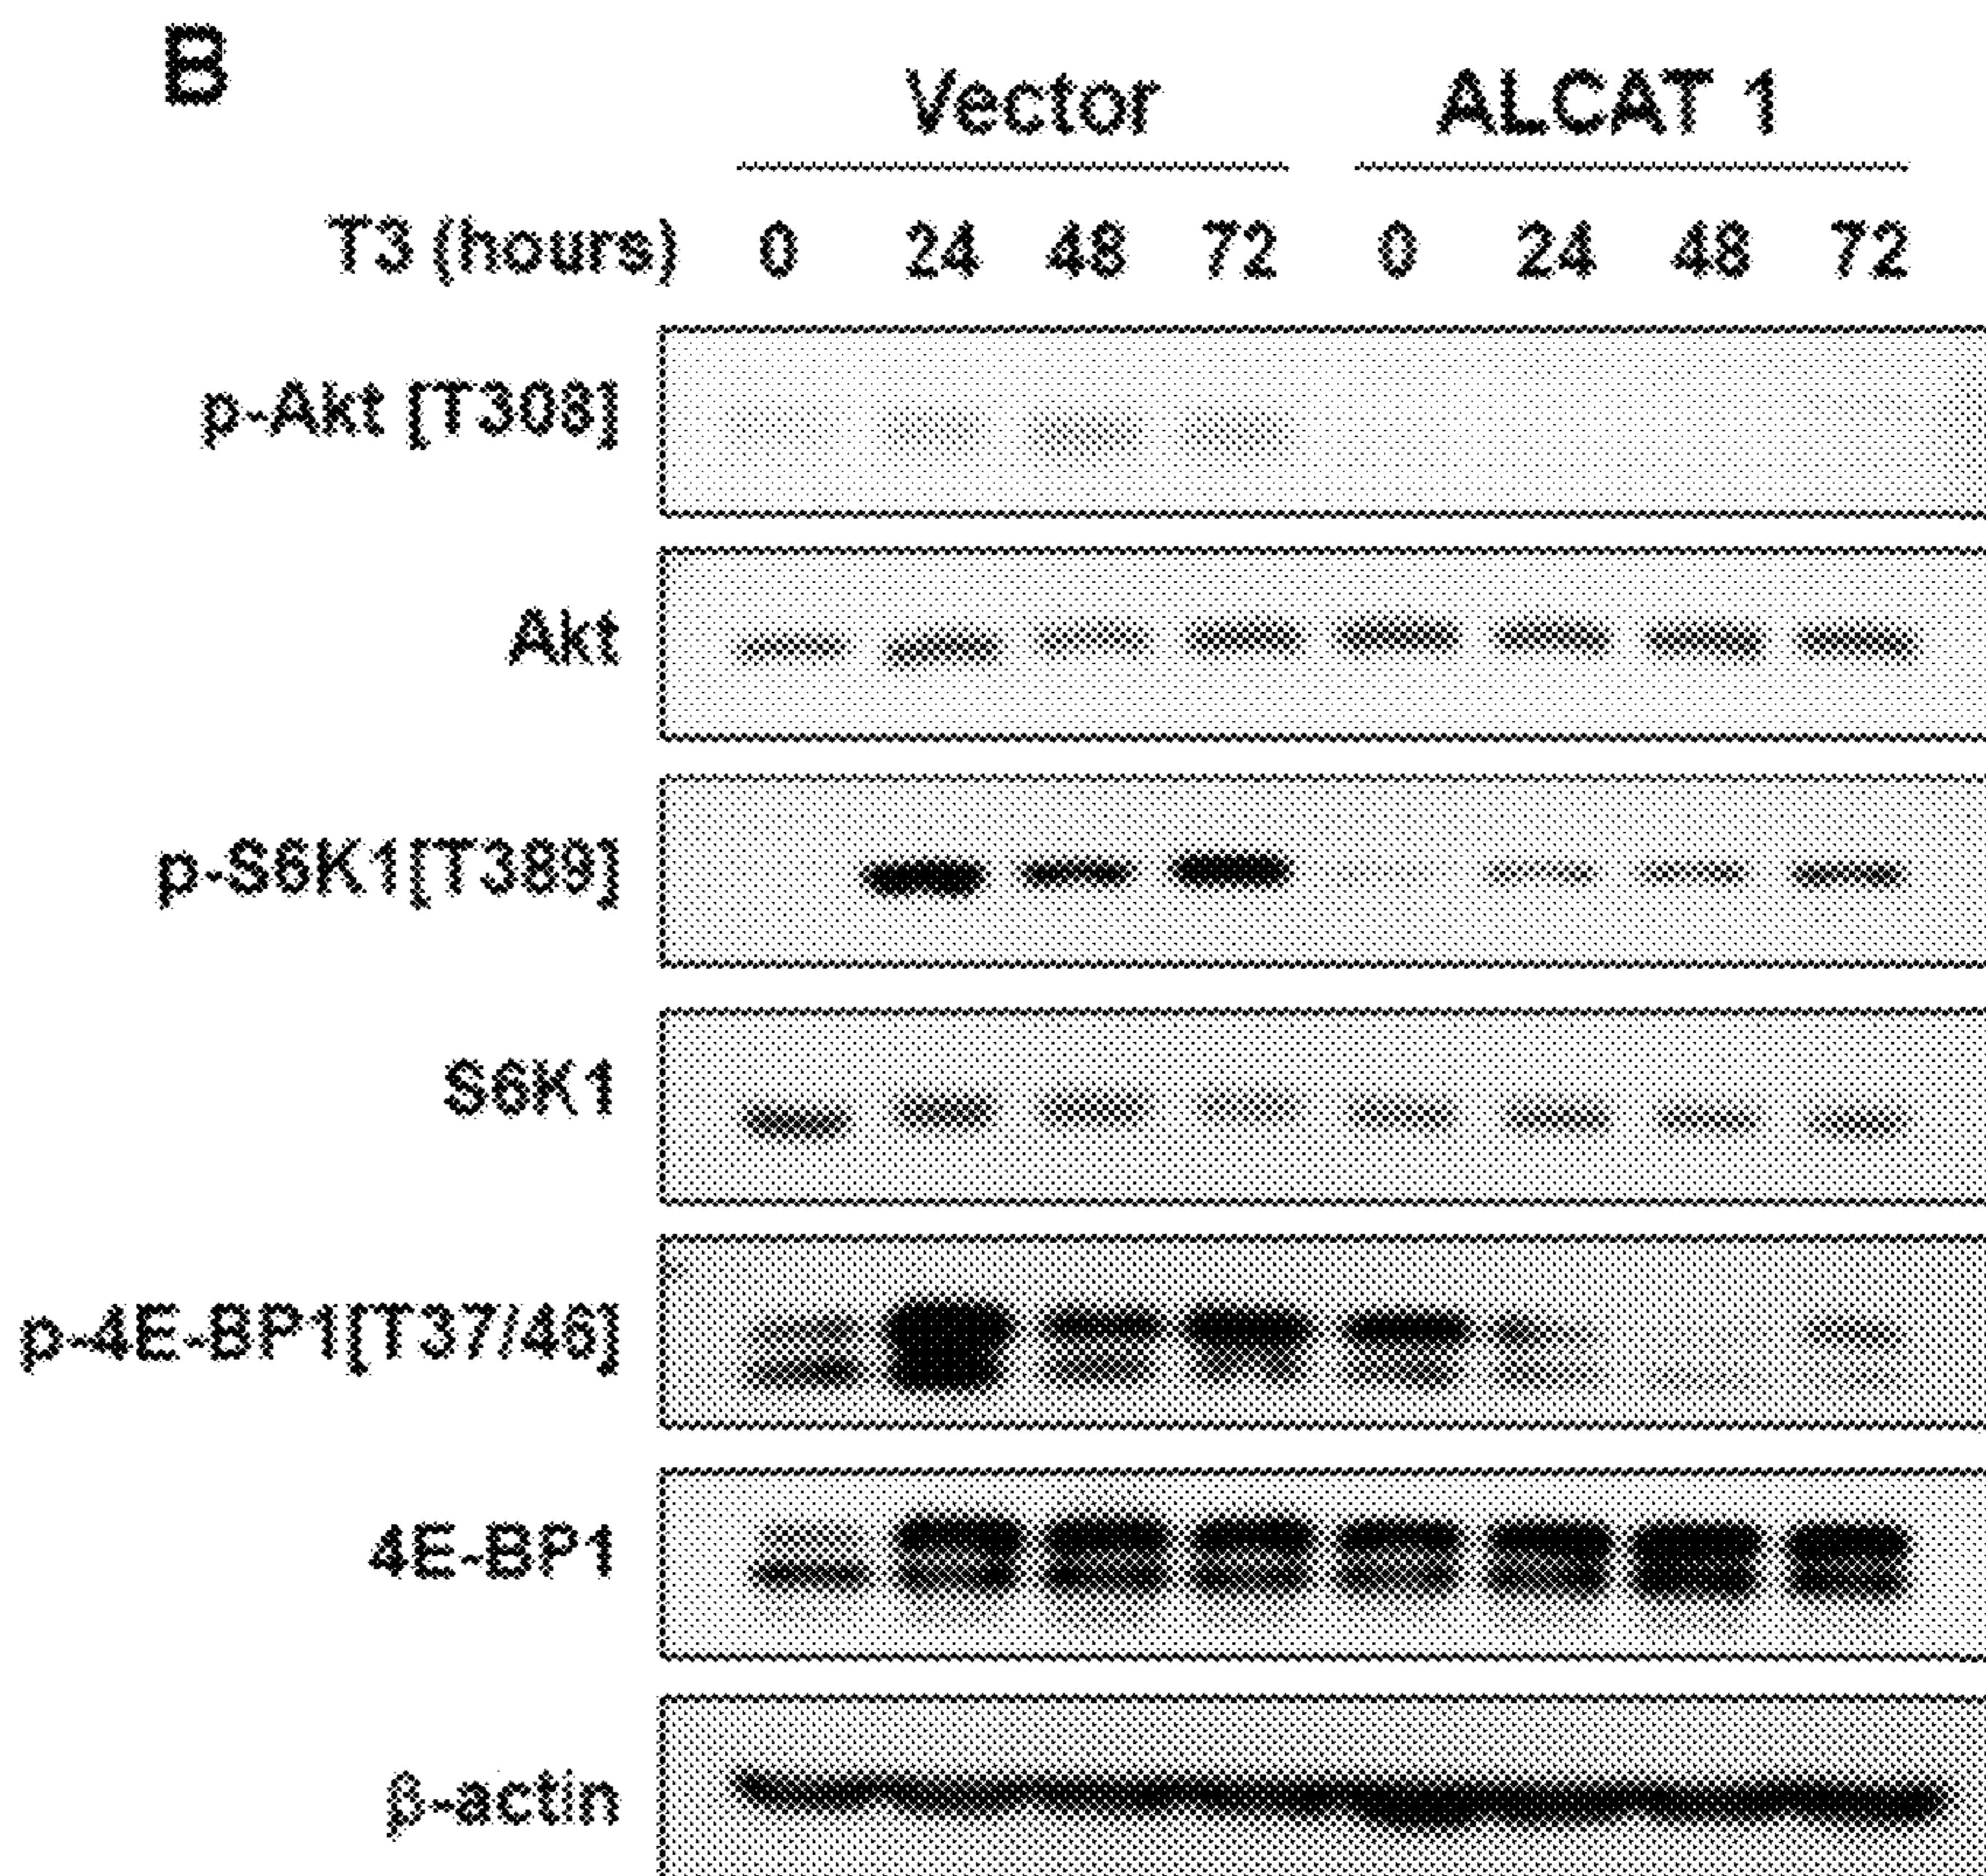 B
Vector ALCAT 1
T3 (hours) 0 24 48 72 0 24 48 72
p-Akt [T308]
Akt
p-S6K1[T389]
S6K1
p-4E-BP1[T37/46]
4E-BP1
β-actin